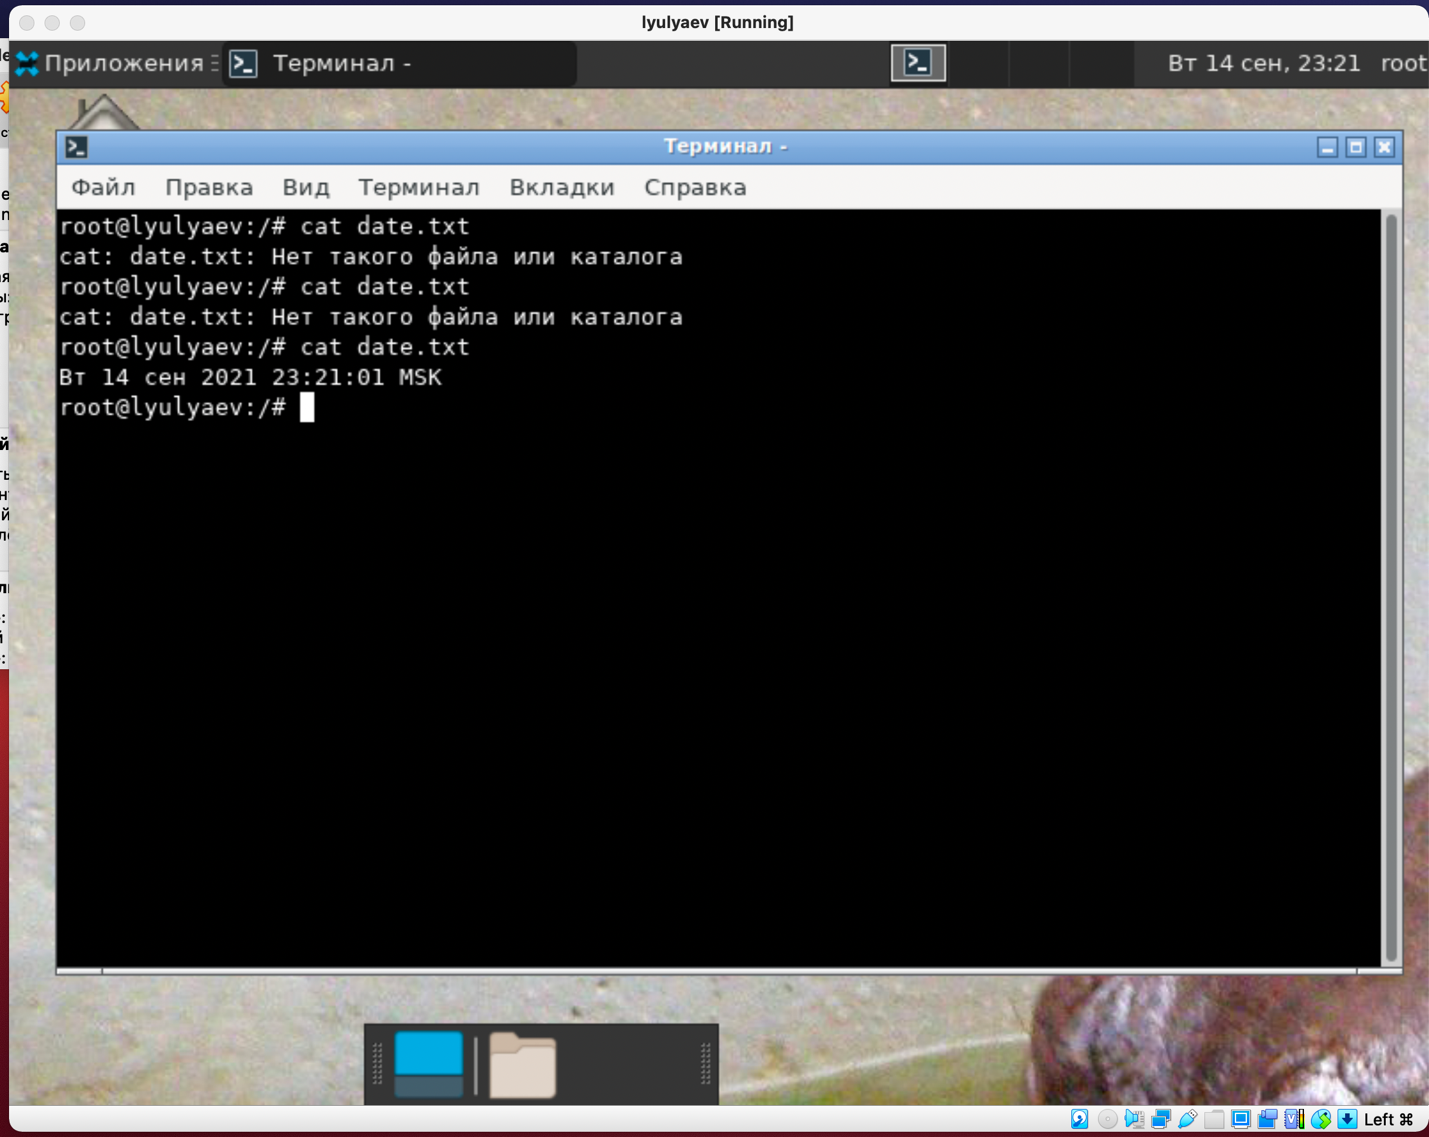 lyulyaev [Running]
Приложения
Терминал -
Вт 14 сен, 23:21 root
Терминал -
Файл Правка Вид Терминал Вкладки Справка
root@lyulyaev:/# cat date.txt
cat: date.txt: Нет такого файла или каталога
root@lyulyaev:/# cat date.txt
cat: date.txt: Нет такого файла или каталога
root@lyulyaev:/# cat date.txt
Вт 14 сен 2021 23:21:01 MSK
root@lyulyaev:/#
Left ⌘